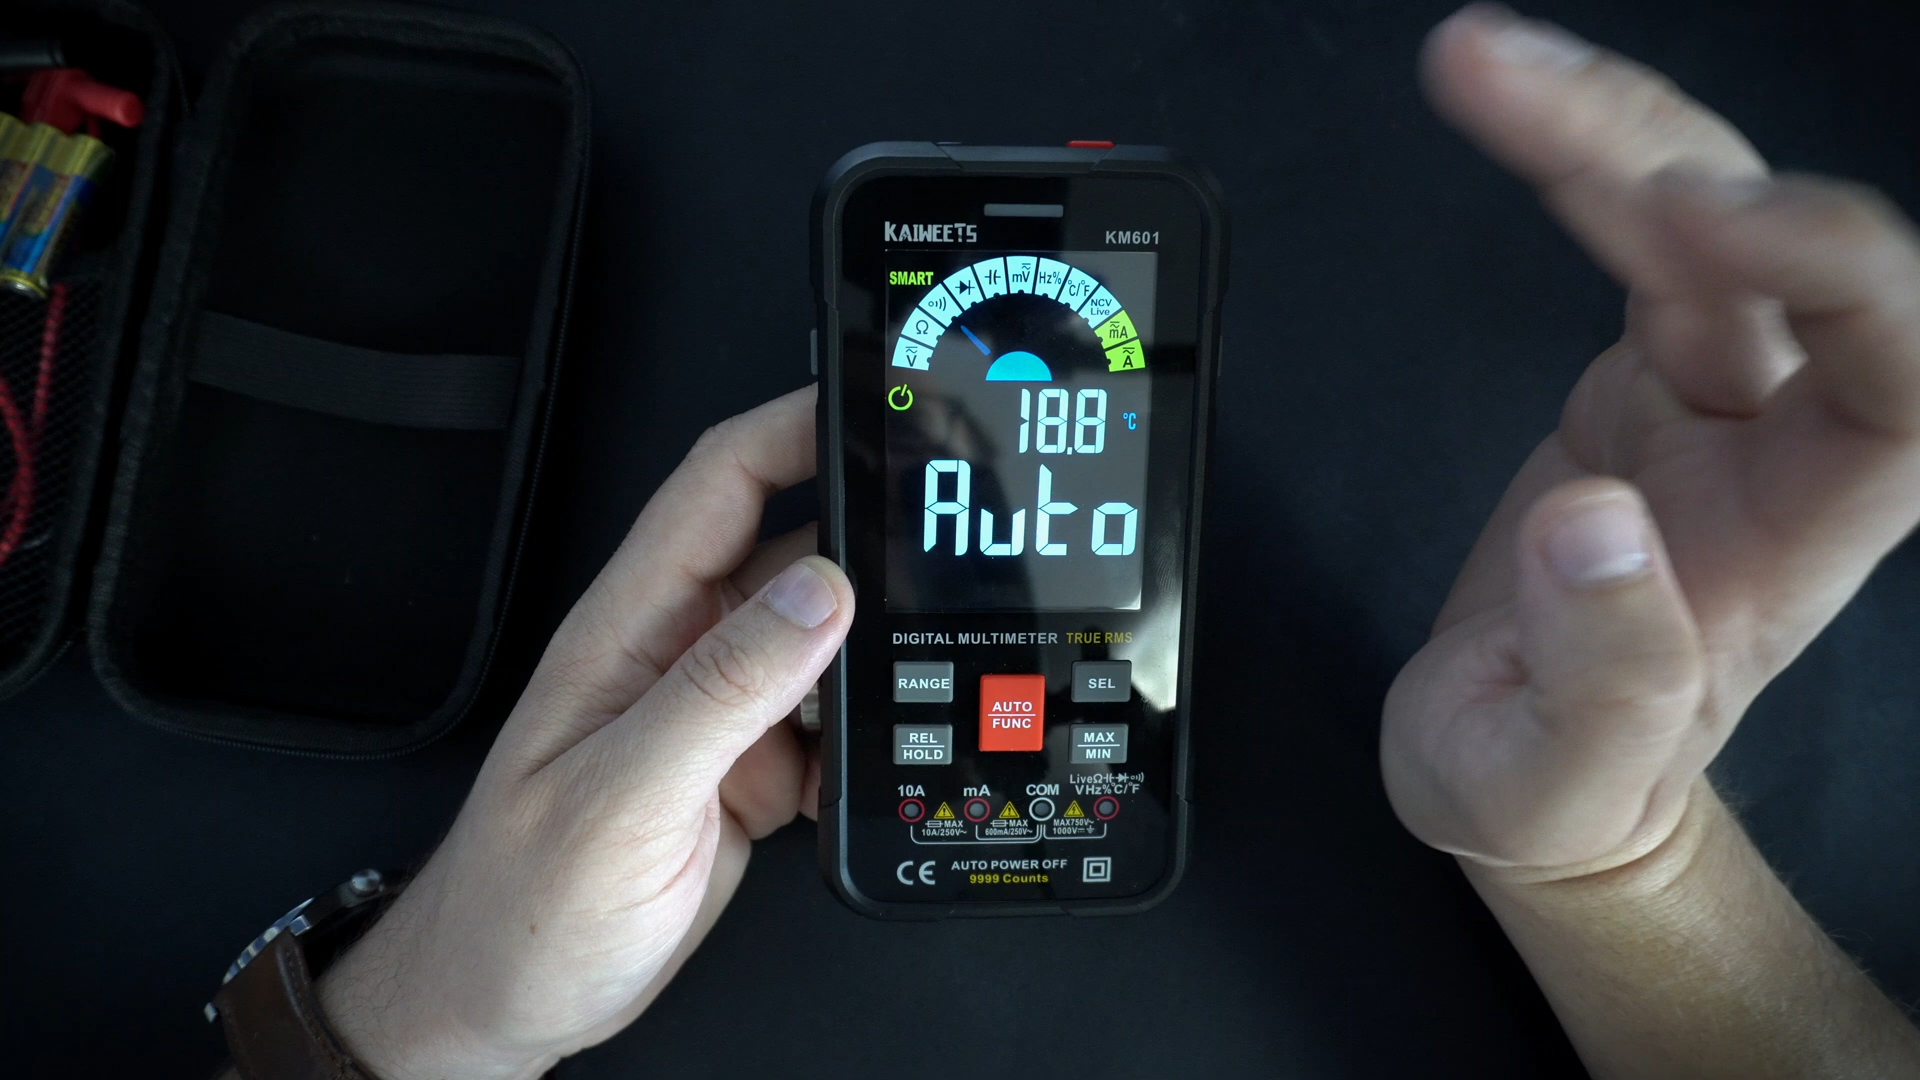 KAIWEETS
KM601
SMART
V
Ω
mV
Hz%
°C/°F
NCV
Live
mA
A
18.8 °C
Auto
DIGITAL MULTIMETER TRUE RMS
RANGE
SEL
AUTO
FUNC
REL
HOLD
MAX
MIN
10A
mA
COM
LiveΩ
VHz%°C/°F
MAX
10A/250V~
MAX
600mA/250V~
MAX750V~
1000V
CE
AUTO POWER OFF
9999 Counts